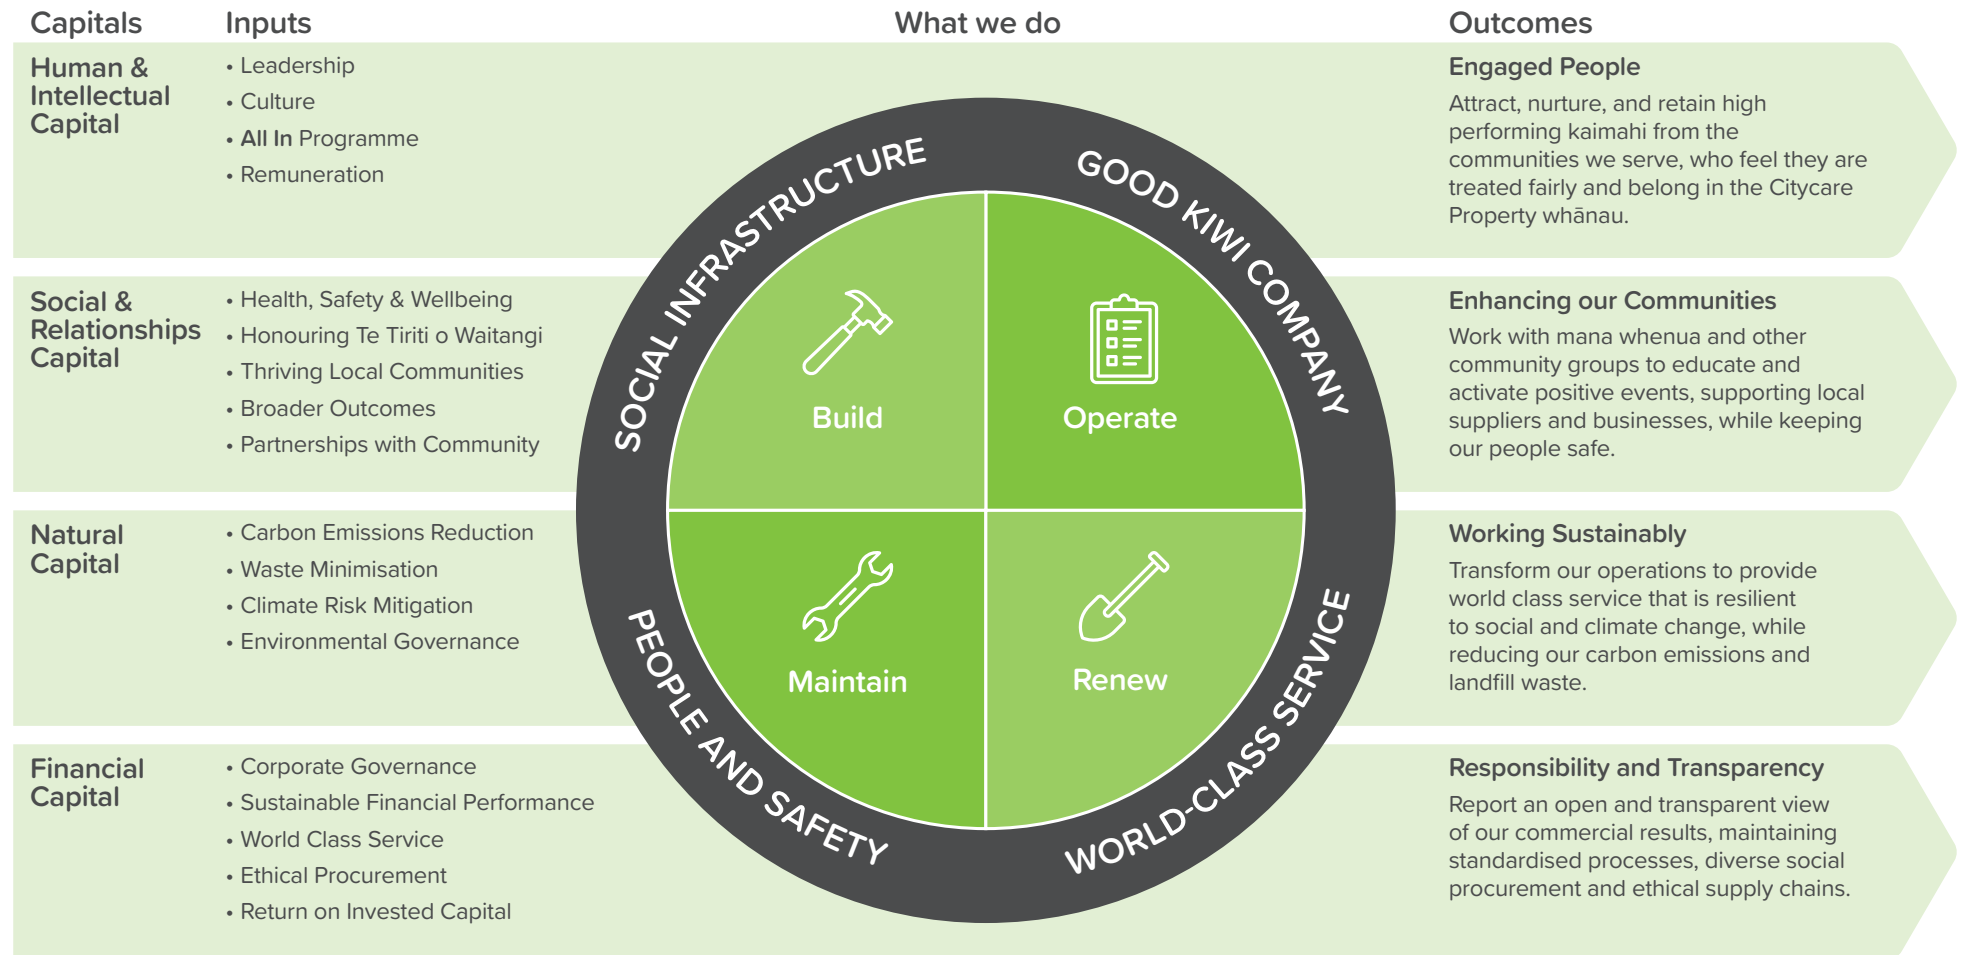 Capitals
Inputs
What we do
Outcomes
Human &
Intellectual
Capital
• Leadership
• Culture
• All In Programme
• Remuneration
Engaged People
Attract, nurture, and retain high
performing kaimahi from the
communities we serve, who feel they are
treated fairly and belong in the Citycare
Property whānau.
Social &
Relationships
Capital
• Health, Safety & Wellbeing
• Honouring Te Tiriti o Waitangi
• Thriving Local Communities
• Broader Outcomes
• Partnerships with Community
Enhancing our Communities
Work with mana whenua and other
community groups to educate and
activate positive events, supporting local
suppliers and businesses, while keeping
our people safe.
Natural
Capital
• Carbon Emissions Reduction
• Waste Minimisation
• Climate Risk Mitigation
• Environmental Governance
Working Sustainably
Transform our operations to provide
world class service that is resilient
to social and climate change, while
reducing our carbon emissions and
landfill waste.
Financial
Capital
• Corporate Governance
• Sustainable Financial Performance
• World Class Service
• Ethical Procurement
• Return on Invested Capital
Responsibility and Transparency
Report an open and transparent view
of our commercial results, maintaining
standardised processes, diverse social
procurement and ethical supply chains.
SOCIAL INFRASTRUCTURE
GOOD KIWI COMPANY
PEOPLE AND SAFETY
WORLD-CLASS SERVICE
Build
Operate
Maintain
Renew